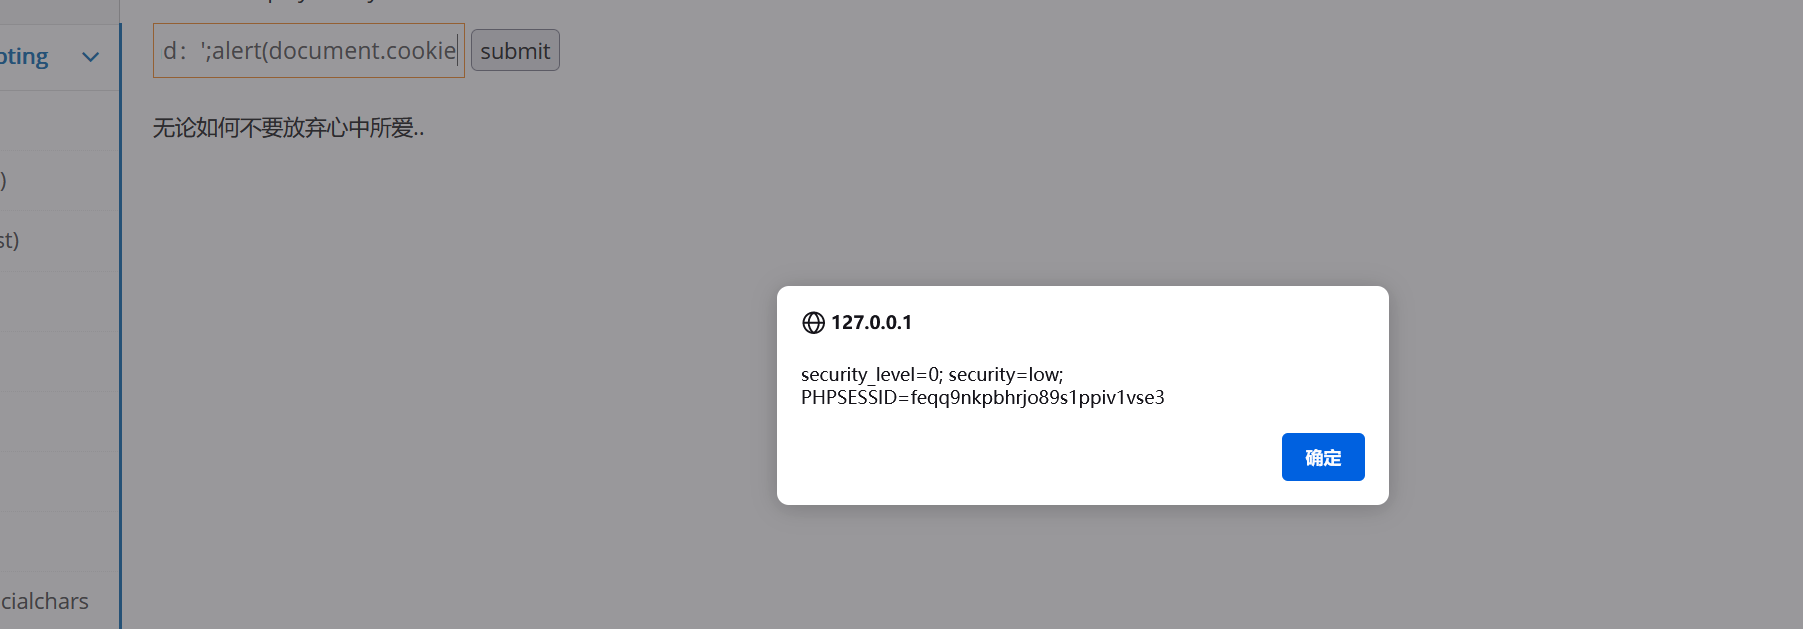 pting
d：';alert(document.cookie
submit
无论如何不要放弃心中所爱..
)
st)
127.0.0.1
security_level=0; security=low;
PHPSESSID=feqq9nkpbhrjo89s1ppiv1vse3
确定
cialchars